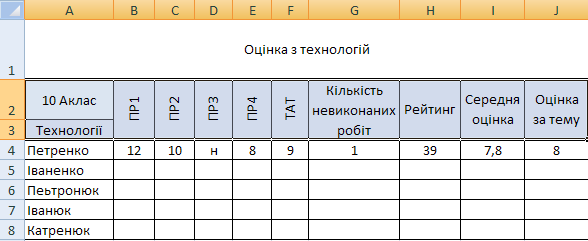 A B C D E F G H I J
1 Оцінка з технологій
2 10 Аклас ПР1 ПР2 ПР3 ПР4 ТАТ Кількість невиконаних робіт Рейтинг Середня оцінка Оцінка за тему
3 Технології
4 Петренко 12 10 н 8 9 1 39 7,8 8
5 Іваненко
6 Пеьтронюк
7 Іванюк
8 Катренюк